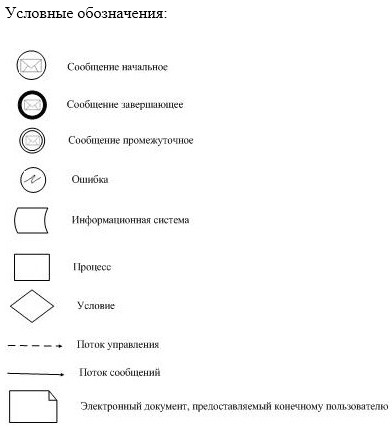 Условные обозначения:
Сообщение начальное
Сообщение завершающее
Сообщение промежуточное
Ошибка
Информационная система
Процесс
Условие
Поток управления
Поток сообщений
Электронный документ, предоставляемый конечному пользователю